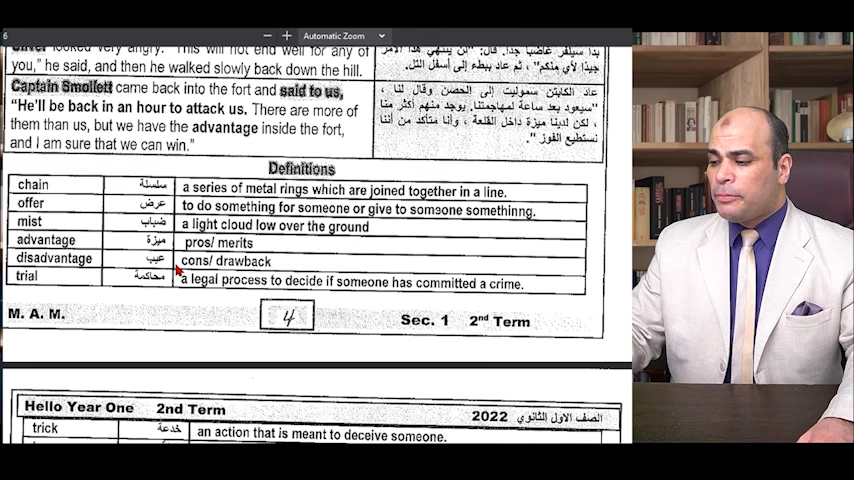 6 Automatic Zoom
Silver looked very angry. "This will not end well for any of
you," he said, and then he walked slowly back down the hill.
بدا سيلفر غاضبا جدا. قال: "لن ينتهي هذا الأمر
جيدا لأي منكم"، ثم عاد ببطء إلى أسفل التل.
Captain Smollett came back into the fort and said to us,
"He'll be back in an hour to attack us. There are more of
them than us, but we have the advantage inside the fort,
and I am sure that we can win."
عاد الكابتن سموليت إلى الحصن وقال لنا ،
"سيعود بعد ساعة لمهاجمتنا. يوجد منهم أكثر منا
، لكن لدينا ميزة داخل القلعة ، وأنا متأكد من أننا
نستطيع الفوز".
Definitions
chain سلسلة a series of metal rings which are joined together in a line.
offer عرض to do something for someone or give to somsone somethinng.
mist ضباب a light cloud low over the ground
advantage ميزة pros/ merits
disadvantage عيب cons/ drawback
trial محاكمة a legal process to decide if someone has committed a crime.
M. A. M. 4 Sec. 1 2nd Term
Hello Year One 2nd Term 2022 الصف الاول الثانوي
trick خدعة an action that is meant to deceive someone.